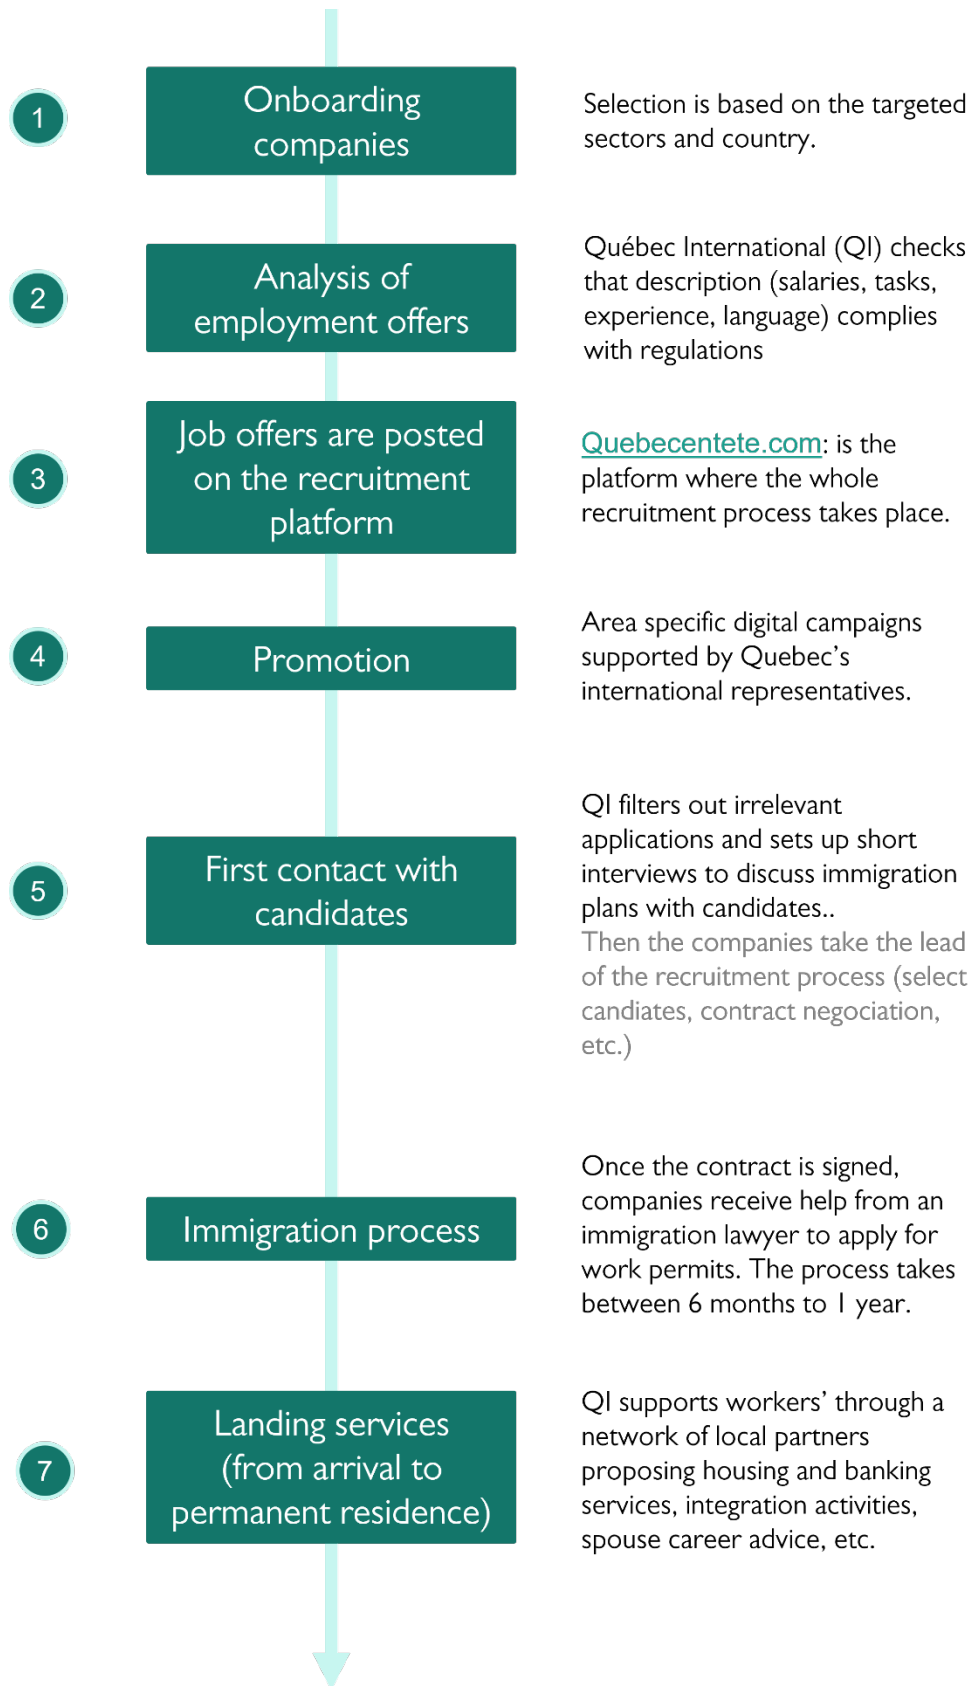 1
Onboarding
companies
Selection is based on the targeted
sectors and country.
2
Analysis of
employment offers
Québec International (QI) checks
that description (salaries, tasks,
experience, language) complies
with regulations
3
Job offers are posted
on the recruitment
platform
Quebecentete.com: is the
platform where the whole
recruitment process takes place.
4
Promotion
Area specific digital campaigns
supported by Quebec’s
international representatives.
5
First contact with
candidates
QI filters out irrelevant
applications and sets up short
interviews to discuss immigration
plans with candidates..
Then the companies take the lead
of the recruitment process (select
candiates, contract negociation,
etc.)
6
Immigration process
Once the contract is signed,
companies receive help from an
immigration lawyer to apply for
work permits. The process takes
between 6 months to 1 year.
7
Landing services
(from arrival to
permanent residence)
QI supports workers’ through a
network of local partners
proposing housing and banking
services, integration activities,
spouse career advice, etc.